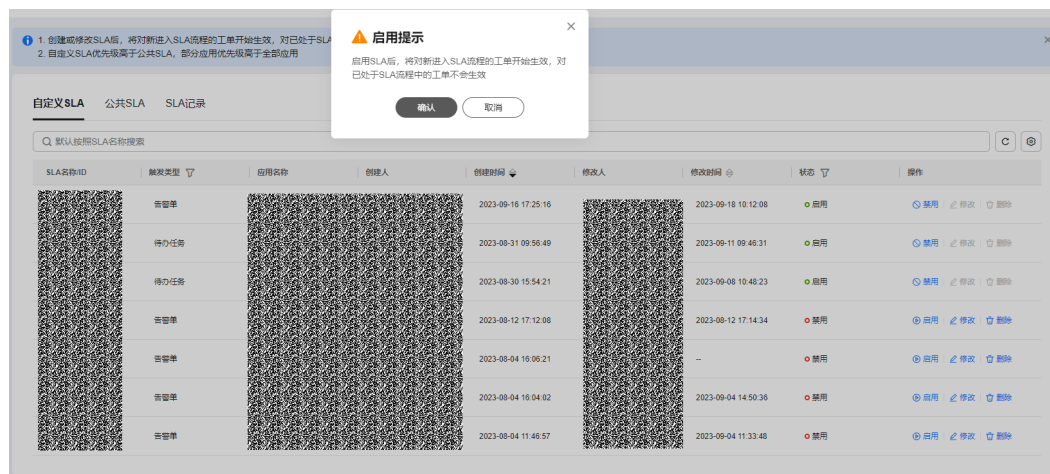 1. 创建或修改SLA后，将对新进入SLA流程的工单开始生效，对已处于SLA
2. 自定义SLA优先级高于公共SLA，部分应用优先级高于全部应用
启用提示
启用SLA后，将对新进入SLA流程的工单开始生效，对
已处于SLA流程中的工单不会生效
确认 取消
自定义SLA 公共SLA SLA记录
默认按照SLA名称搜索
SLA名称/ID 触发类型 应用名称 创建人 创建时间 修改人 修改时间 状态 操作
告警单 2023-09-16 17:25:16 2023-09-18 10:12:08 启用 禁用 修改 删除
待办任务 2023-08-31 09:56:49 2023-09-11 09:46:31 启用 禁用 修改 删除
待办任务 2023-08-30 15:54:21 2023-09-08 10:48:23 启用 禁用 修改 删除
告警单 2023-08-12 17:12:08 2023-08-12 17:14:34 禁用 启用 修改 删除
告警单 2023-08-04 16:06:21 -- 禁用 启用 修改 删除
告警单 2023-08-04 16:04:02 2023-09-04 14:50:36 禁用 启用 修改 删除
告警单 2023-08-04 11:46:57 2023-09-04 11:33:48 禁用 启用 修改 删除